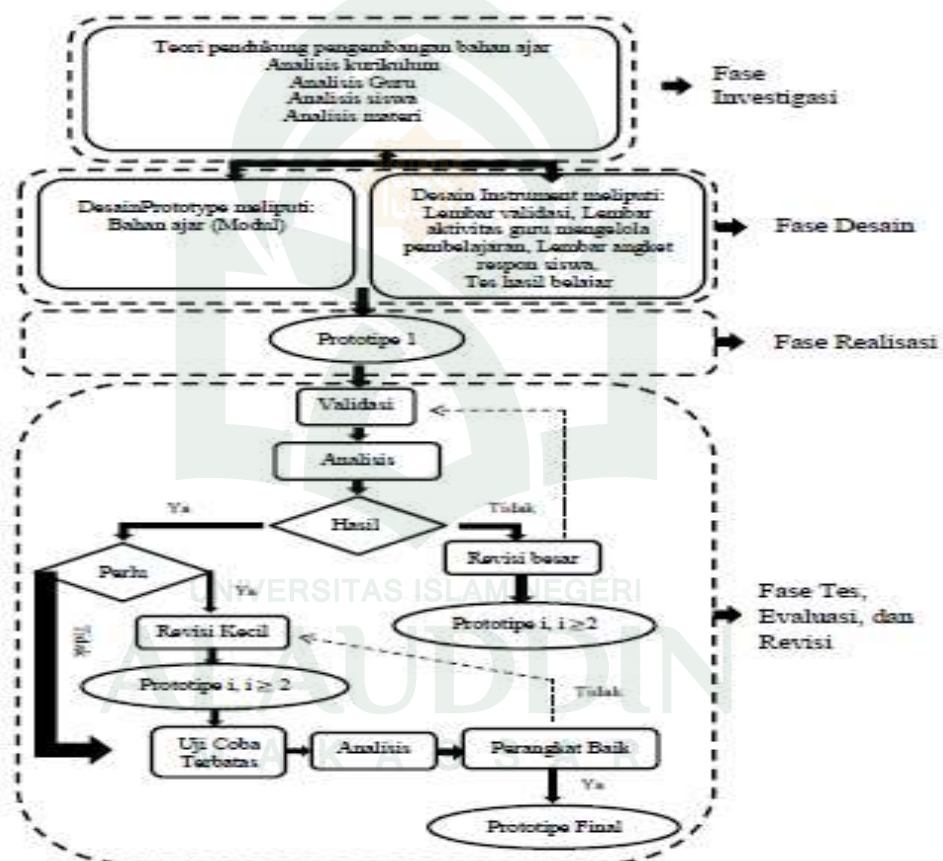 Teori pendukung pengembangan bahan ajar
Analisis kurikulum
Analisis Guru
Analisis siswa
Analisis materi
Fase
Investigasi
DesainPrototype meliputi:
Bahan ajar (Modul)
Desain Instrument meliputi:
Lembar validasi, Lembar
aktivitas guru mengelola
pembelajaran, Lembar angket
respon siswa,
Tes hasil belajar
Fase Desain
Prototipe 1
Fase Realisasi
Validasi
Analisis
Hasil
Ya
Tidak
Perlu
Revisi besar
Ya
Tidak
Revisi Kecil
Prototipe i, i ≥2
Prototipe i, i ≥ 2
Fase Tes,
Evaluasi, dan
Revisi
Tidak
Uji Coba
Terbatas
Analisis
Perangkat Baik
Ya
Prototipe Final
UNIVERSITAS ISLAM NEGERI
ALAUDDIN